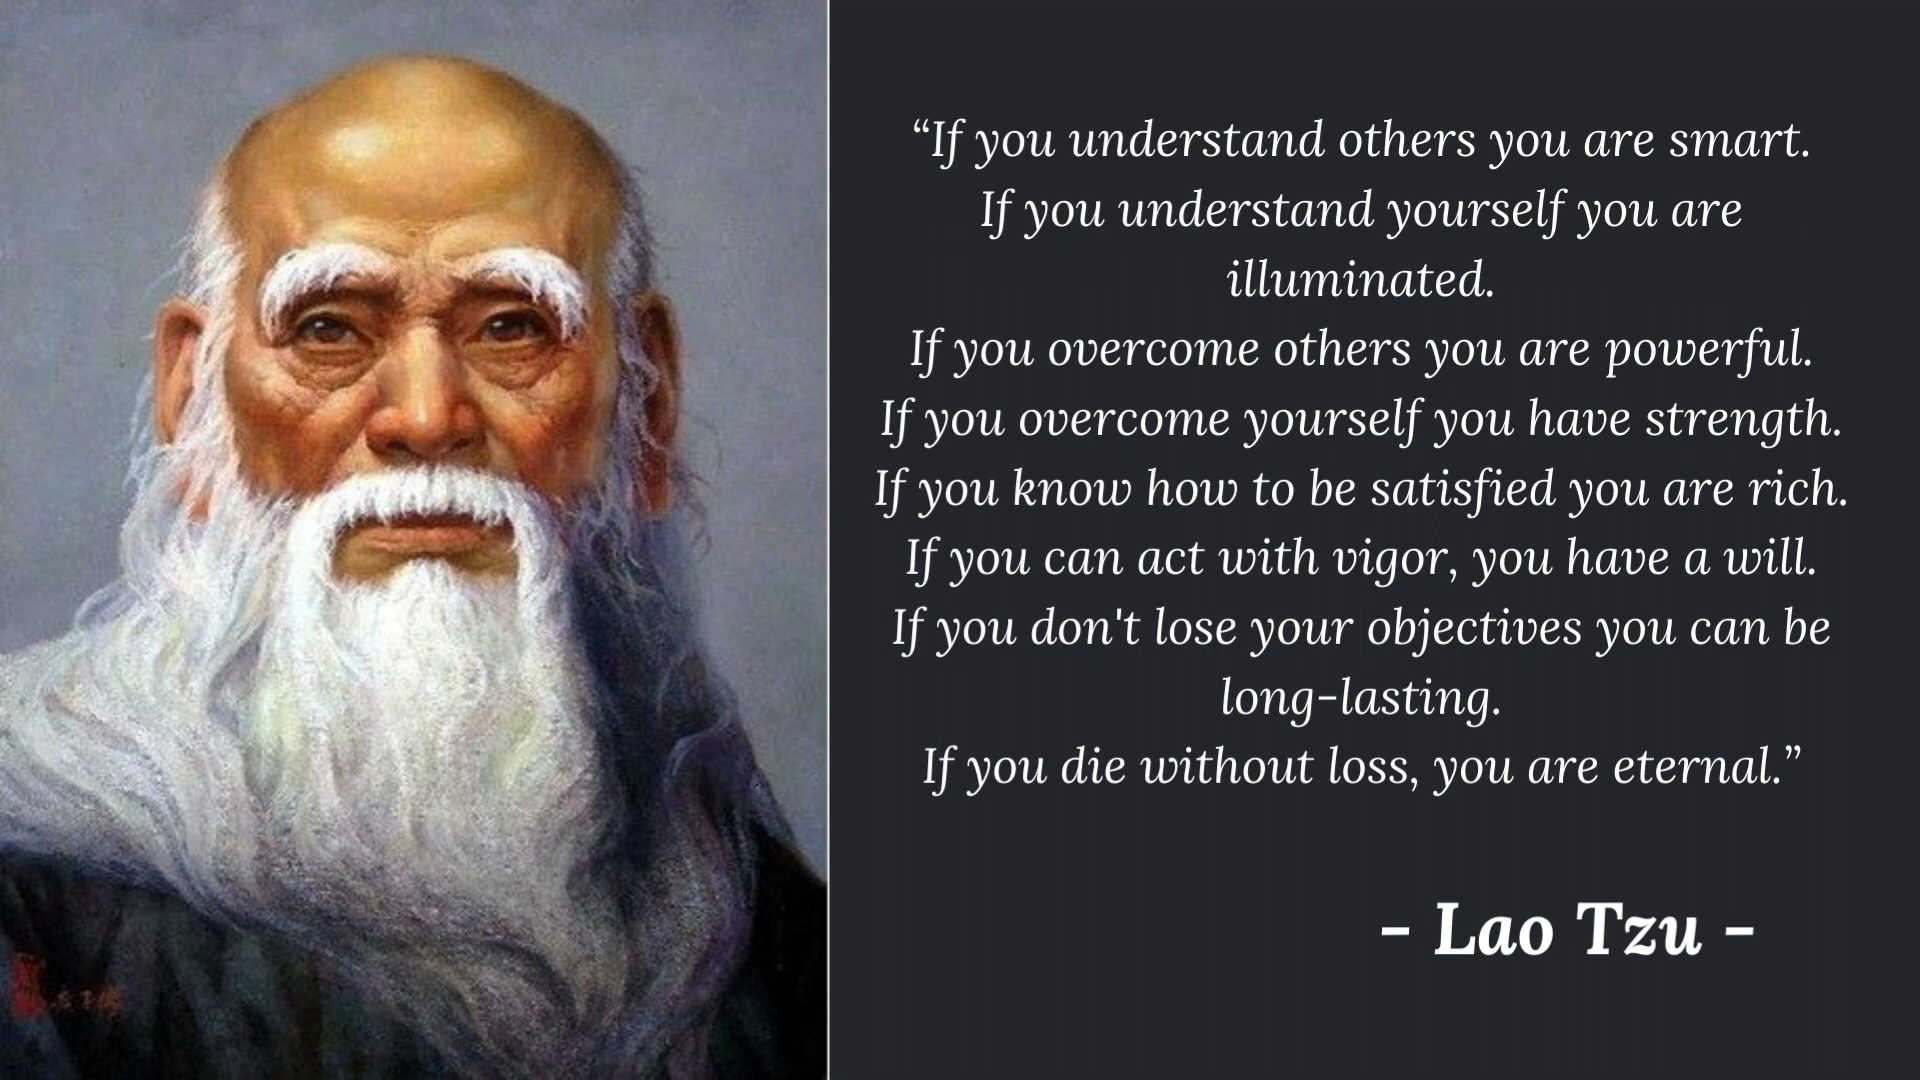 “If you understand others you are smart.
If you understand yourself you are
illuminated.
If you overcome others you are powerful.
If you overcome yourself you have strength.
If you know how to be satisfied you are rich.
If you can act with vigor, you have a will.
If you don't lose your objectives you can be
long-lasting.
If you die without loss, you are eternal.”
- Lao Tzu -